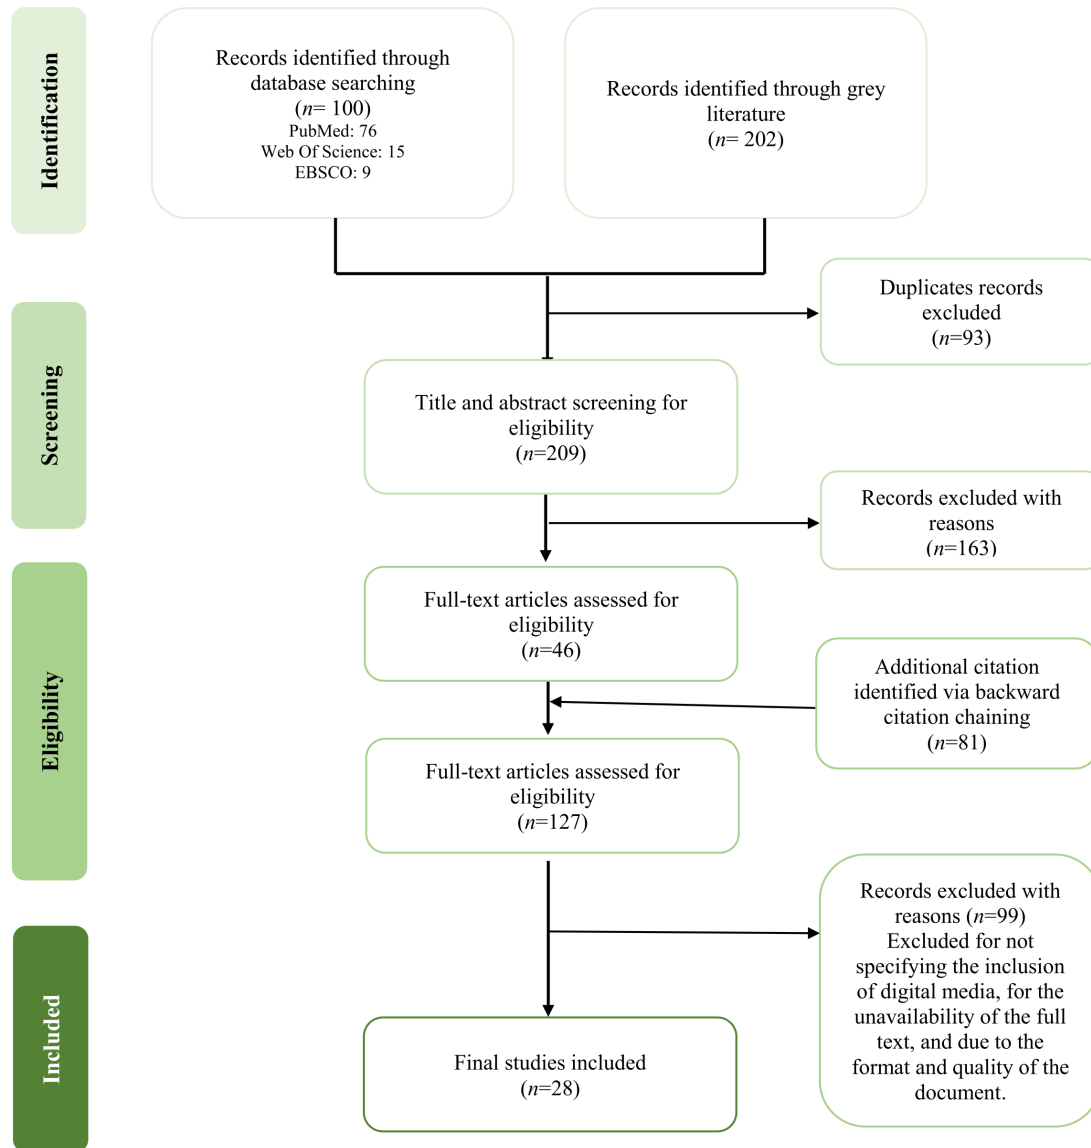 Identification
Records identified through
database searching
(n= 100)
PubMed: 76
Web Of Science: 15
EBSCO: 9
Records identified through grey
literature
(n= 202)
Duplicates records
excluded
(n=93)
Screening
Title and abstract screening for
eligibility
(n=209)
Records excluded with
reasons
(n=163)
Eligibility
Full-text articles assessed for
eligibility
(n=46)
Additional citation
identified via backward
citation chaining
(n=81)
Full-text articles assessed for
eligibility
(n=127)
Records excluded with
reasons (n=99)
Excluded for not
specifying the inclusion
of digital media, for the
unavailability of the full
text, and due to the
format and quality of the
document.
Included
Final studies included
(n=28)